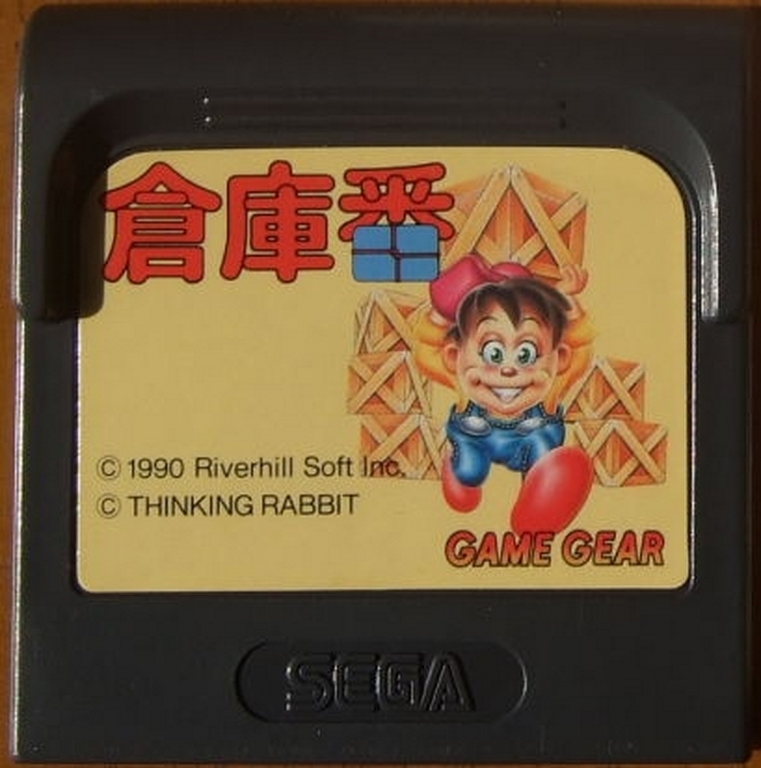 倉庫番
© 1990 Riverhill Soft Inc.
© THINKING RABBIT
GAME GEAR
SEGA